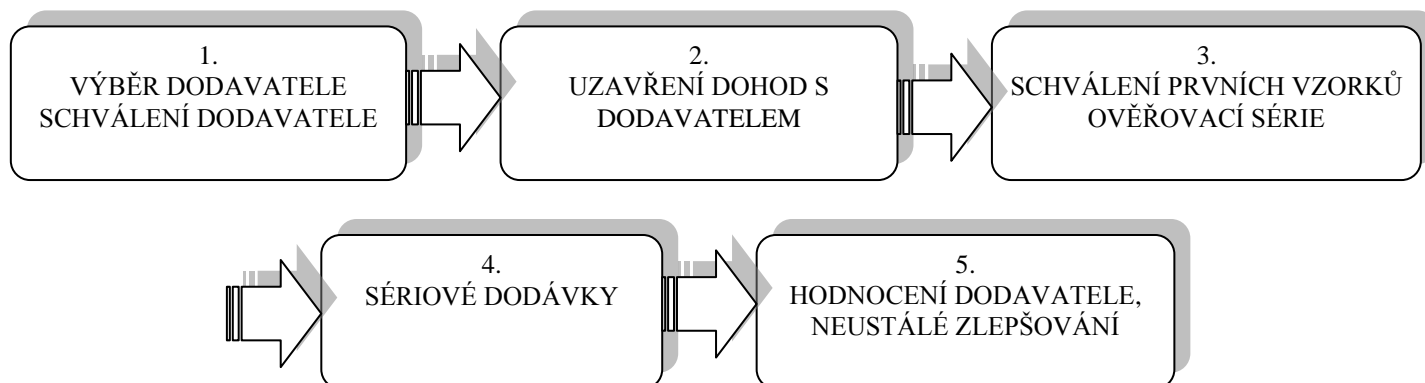 1.
VÝBĚR DODAVATELE
SCHVÁLENÍ DODAVATELE
2.
UZAVŘENÍ DOHOD S
DODAVATELEM
3.
SCHVÁLENÍ PRVNÍCH VZORKŮ
OVĚŘOVACÍ SÉRIE
4.
SÉRIOVÉ DODÁVKY
5.
HODNOCENÍ DODAVATELE,
NEUSTÁLÉ ZLEPŠOVÁNÍ